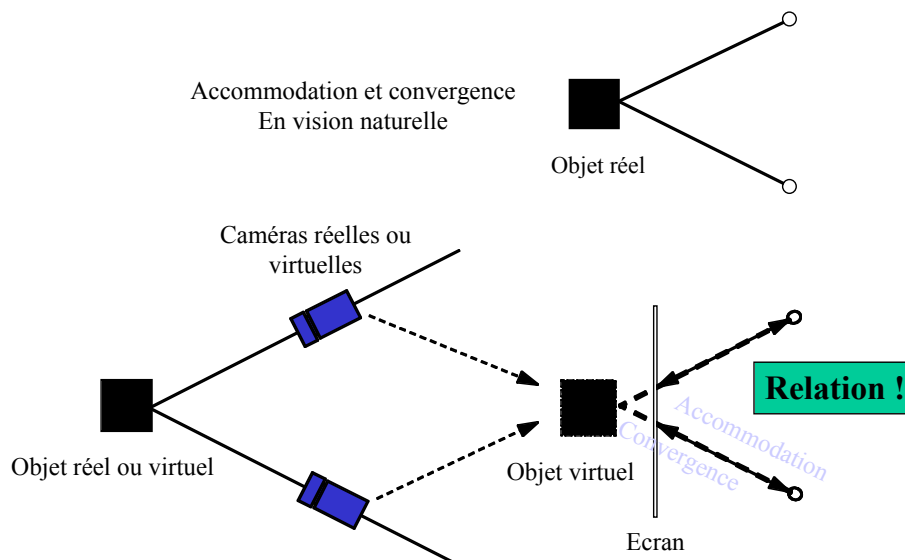 Accommodation et convergence
En vision naturelle
Objet réel
Caméras réelles ou
virtuelles
Relation !
Accommodation
Convergence
Objet réel ou virtuel
Objet virtuel
Ecran